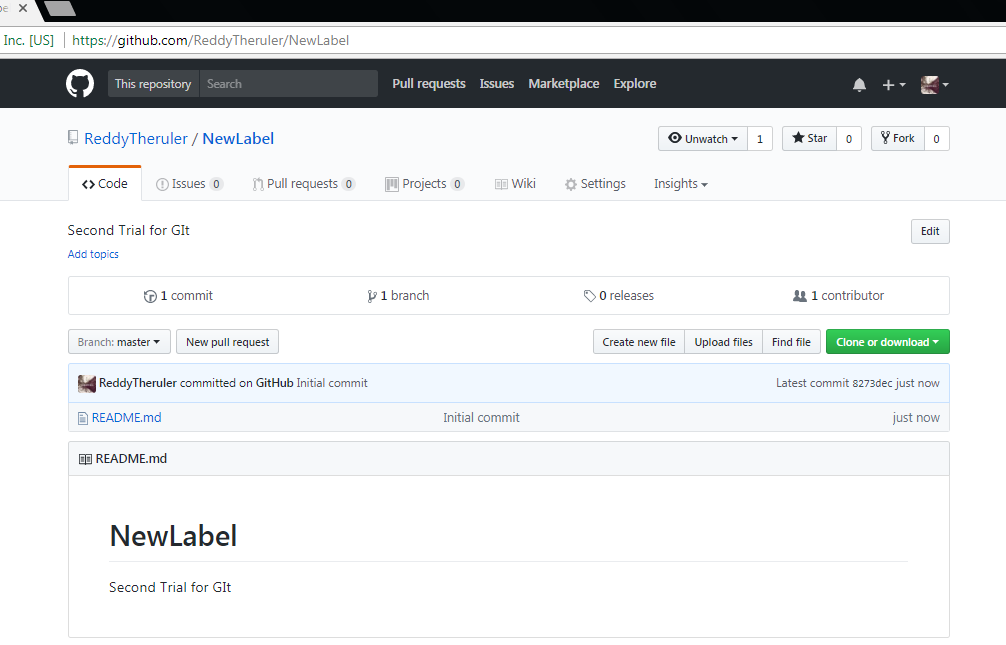 Inc. [US] | https://github.com/ReddyTheruler/NewLabel
This repository Search Pull requests Issues Marketplace Explore
ReddyTheruler / NewLabel Unwatch 1 Star 0 Fork 0
Code Issues 0 Pull requests 0 Projects 0 Wiki Settings Insights
Second Trial for GIt Edit
Add topics
1 commit 1 branch 0 releases 1 contributor
Branch: master New pull request Create new file Upload files Find file Clone or download
ReddyTheruler committed on GitHub Initial commit Latest commit 8273dec just now
README.md Initial commit just now
README.md
NewLabel
Second Trial for GIt